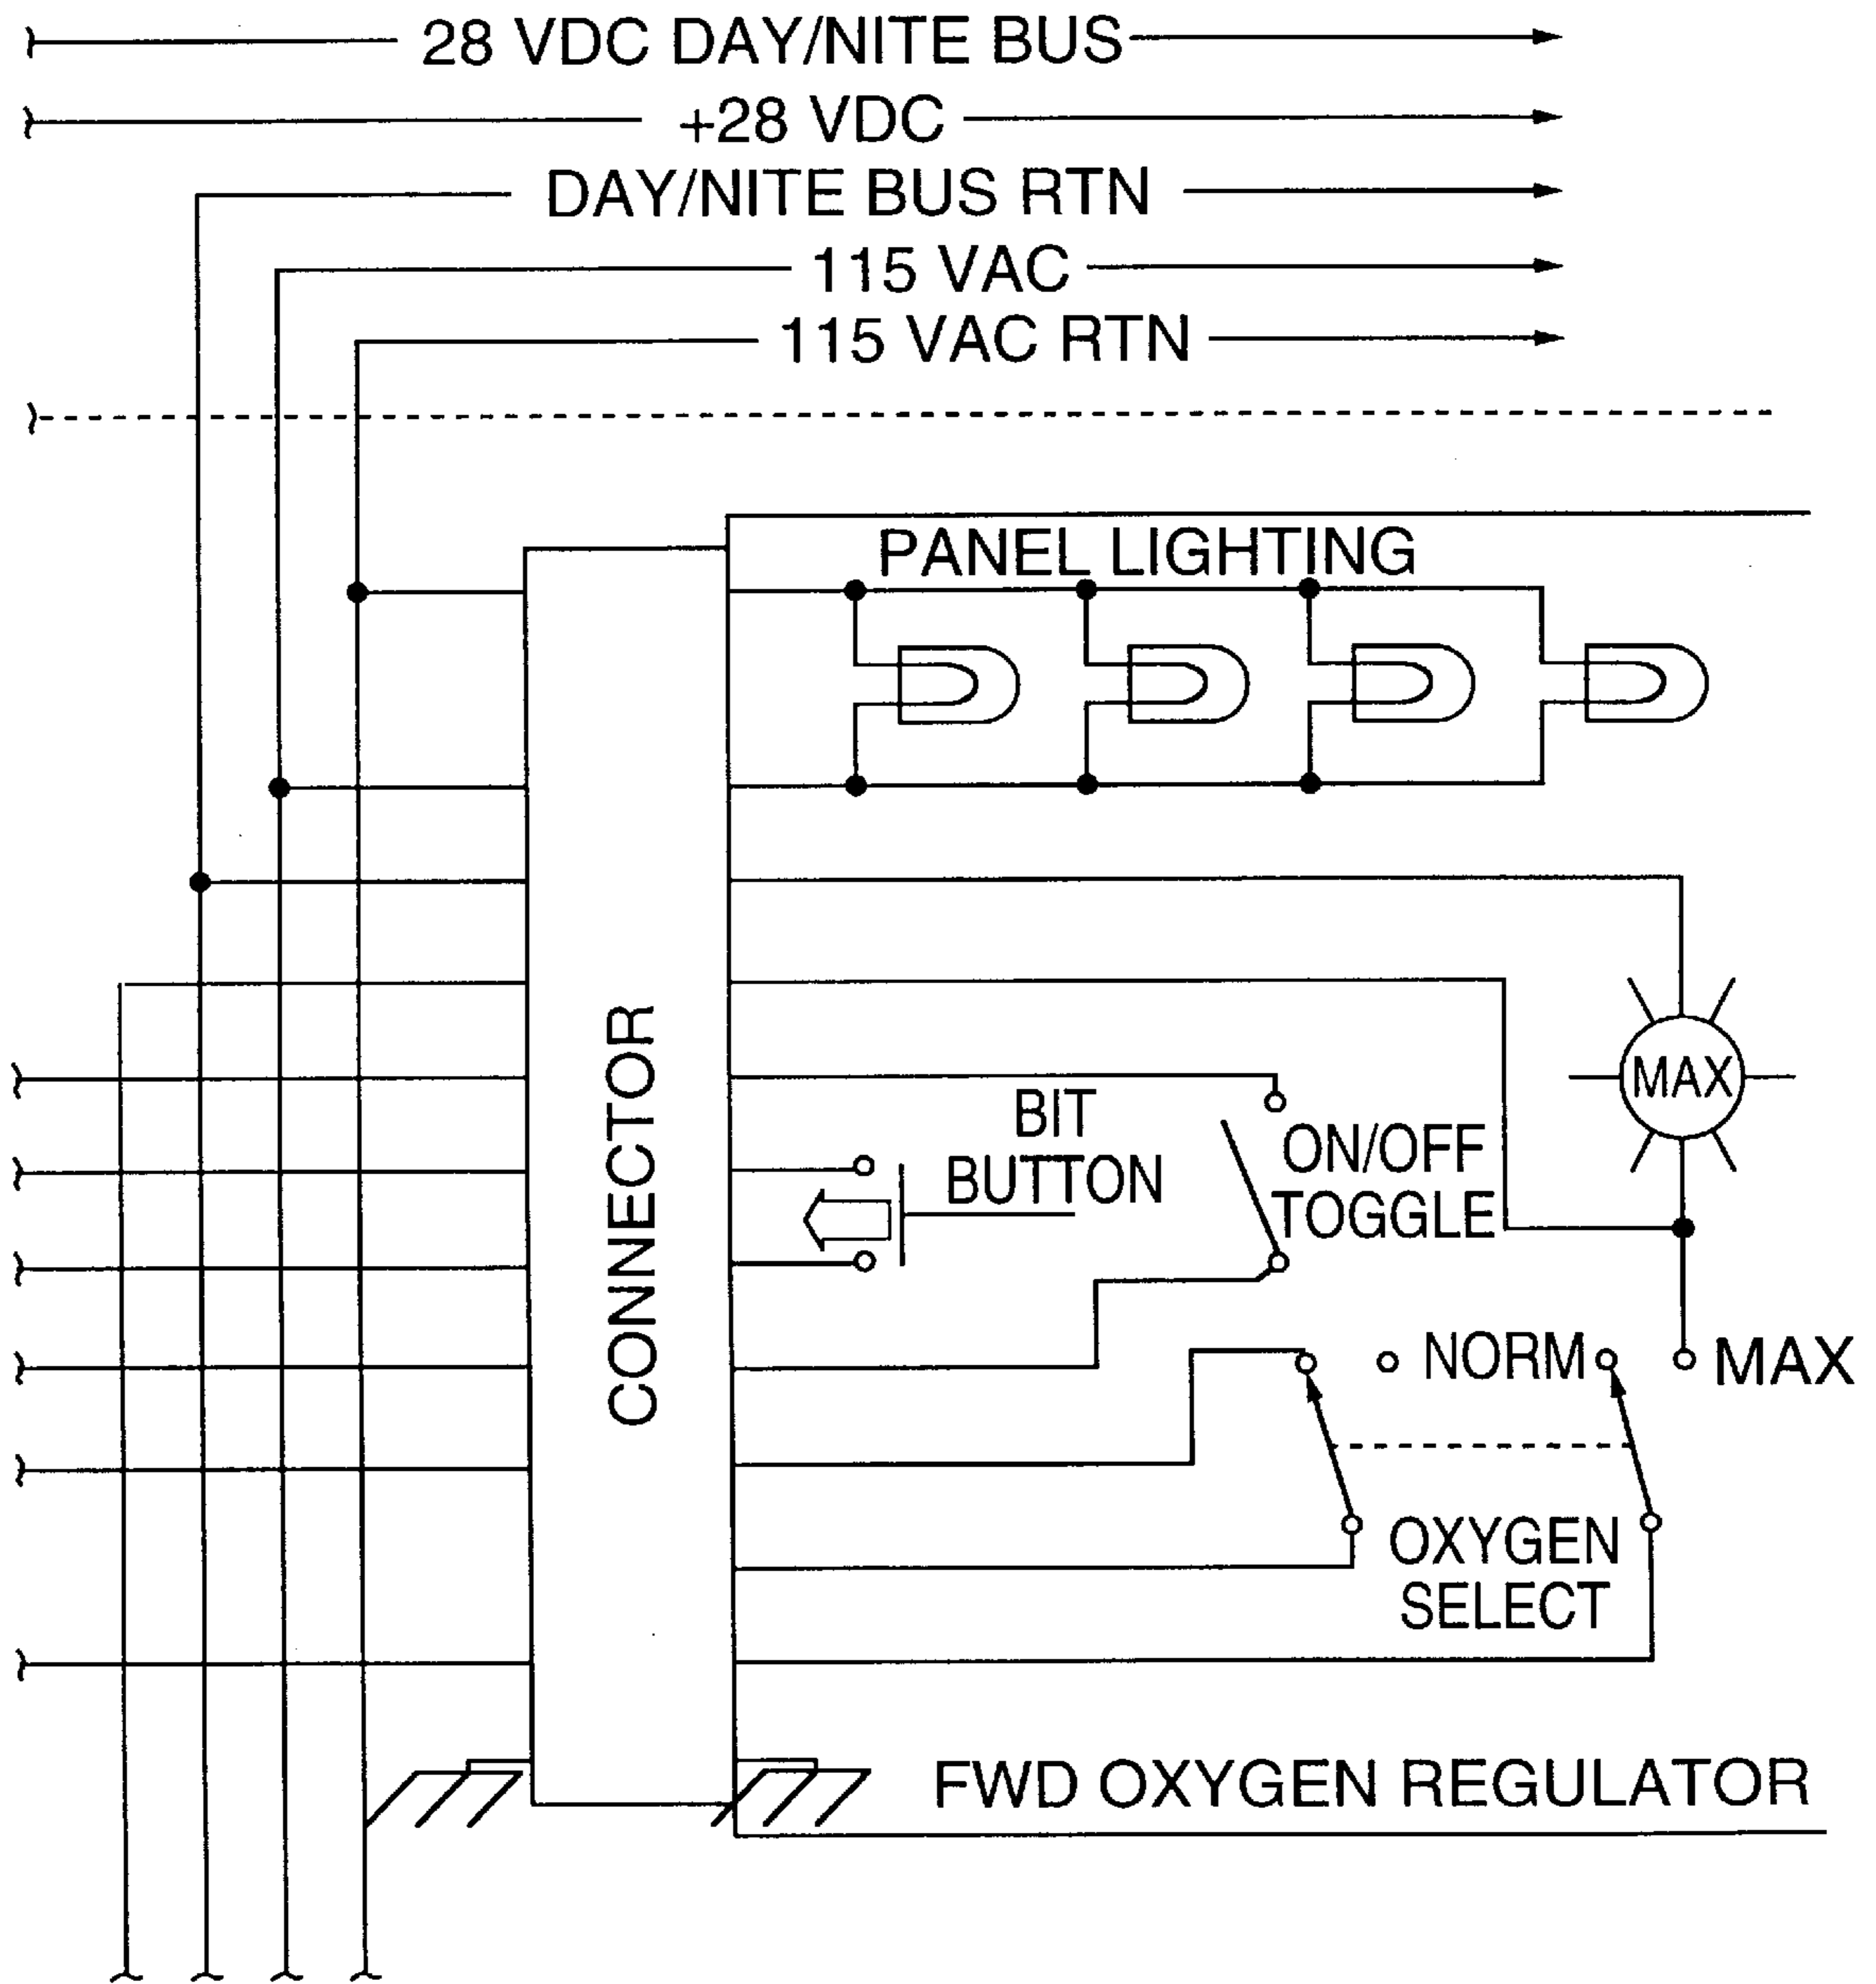 28 VDC DAY/NITE BUS
+28 VDC
DAY/NITE BUS RTN
115 VAC
115 VAC RTN
PANEL LIGHTING
CONNECTOR
MAX
BIT
BUTTON
ON/OFF
TOGGLE
NORM
MAX
OXYGEN
SELECT
FWD OXYGEN REGULATOR